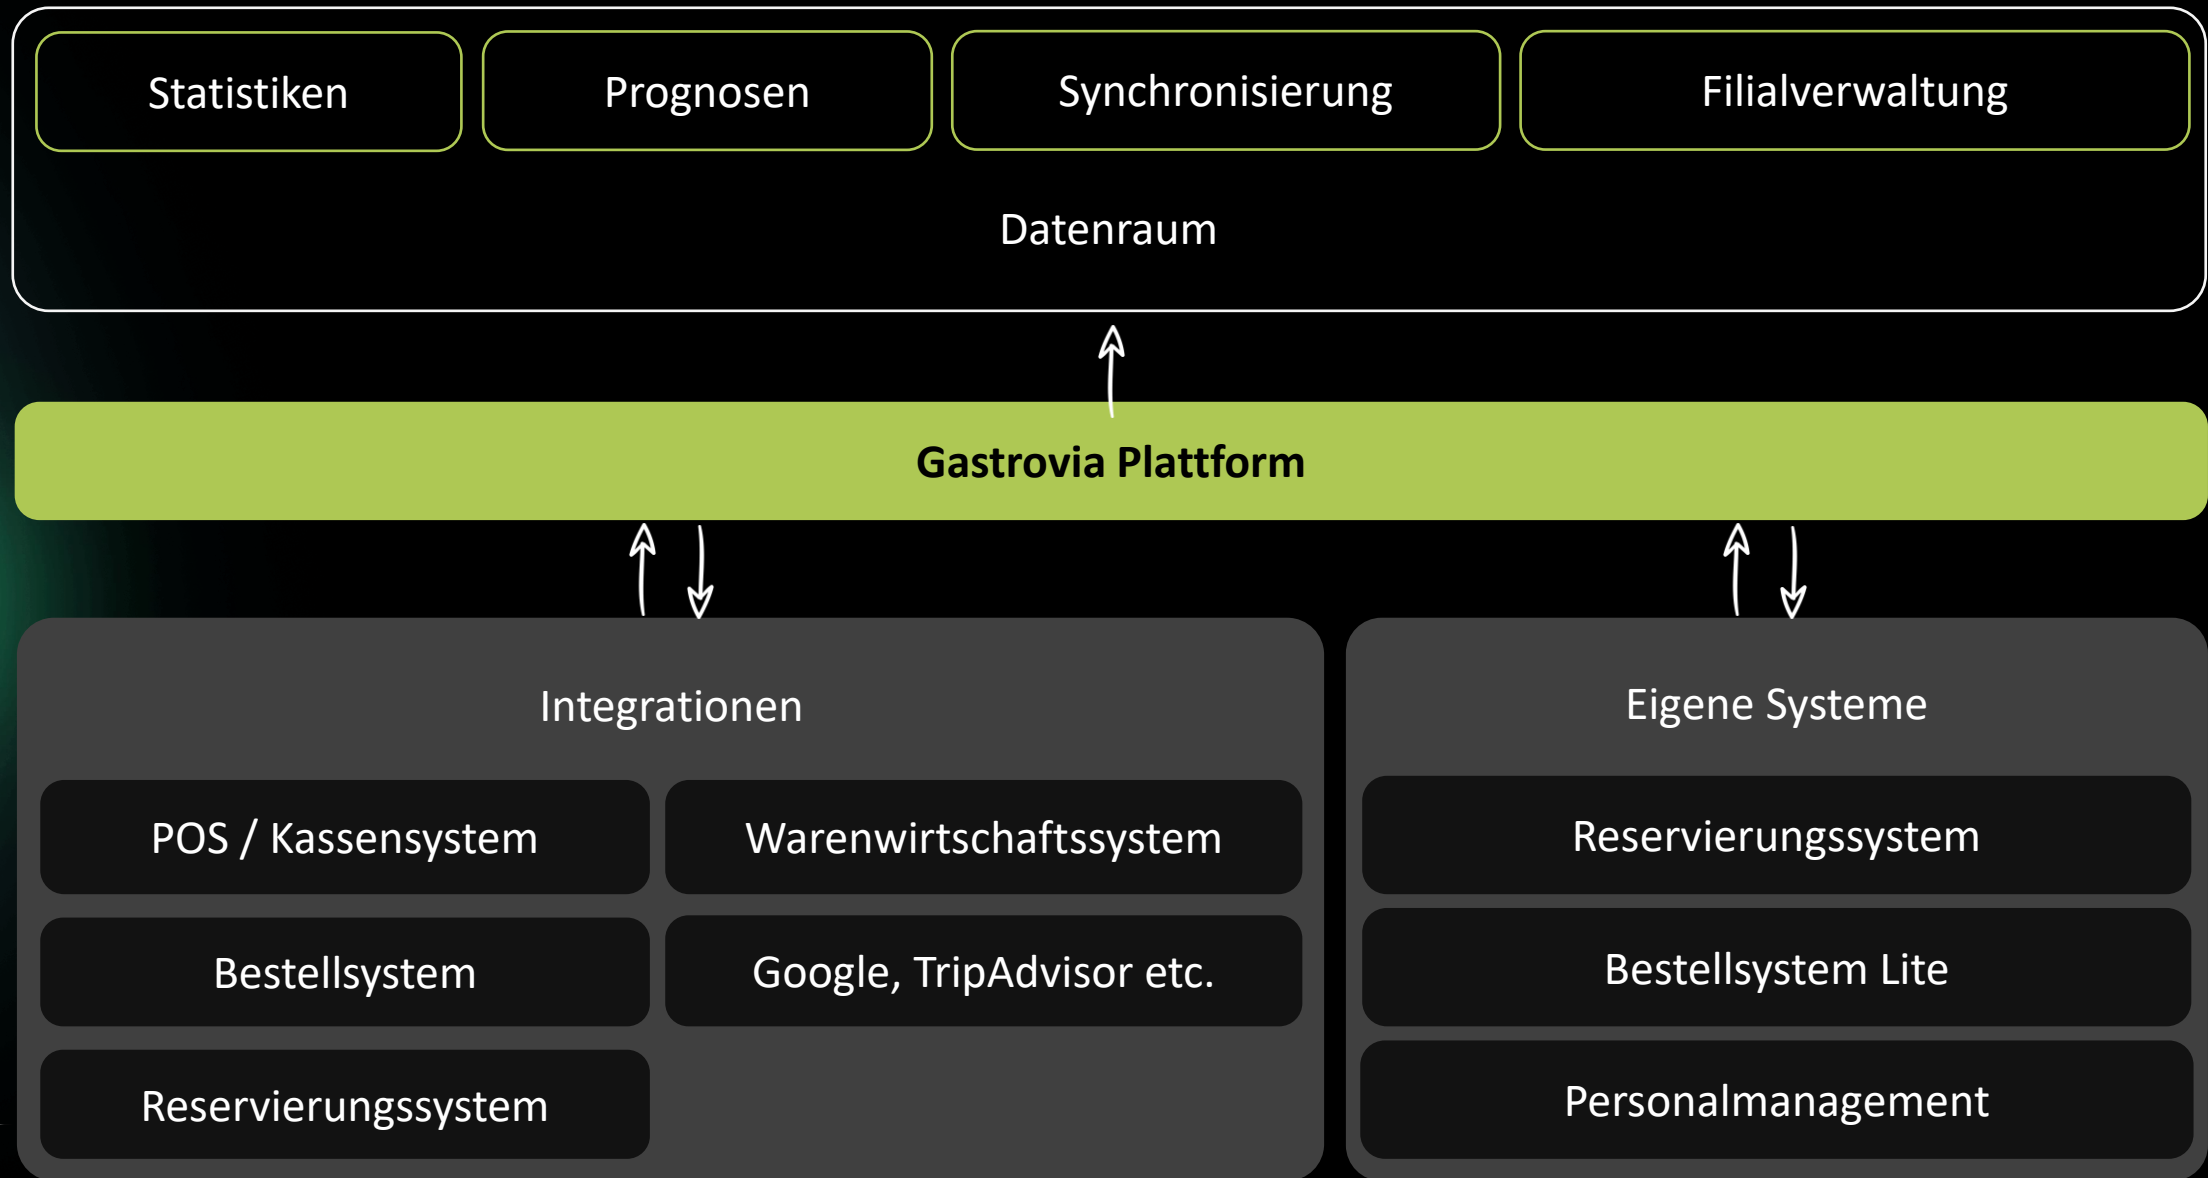 Statistiken
Prognosen
Synchronisierung
Filialverwaltung
Datenraum
Gastrovia Plattform
Integrationen
POS / Kassensystem
Warenwirtschaftssystem
Bestellsystem
Google, TripAdvisor etc.
Reservierungssystem
Eigene Systeme
Reservierungssystem
Bestellsystem Lite
Personalmanagement